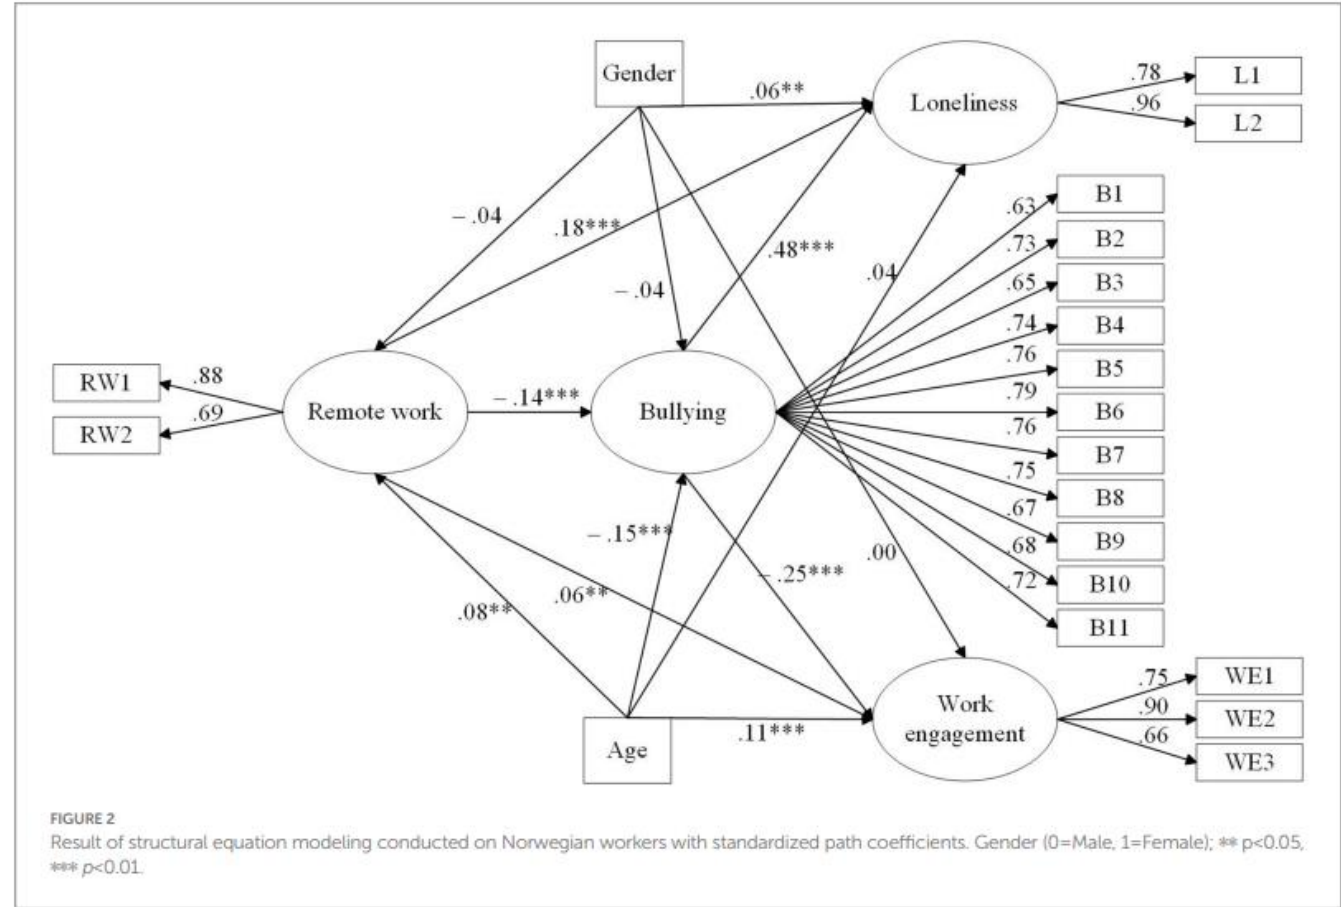 Gender
.06**
Loneliness
.78
L1
.96
L2
– .04
.18***
– .04
.48***
.04
.63
B1
.73
B2
.65
B3
.74
B4
.76
B5
.79
B6
.76
B7
.75
B8
.67
B9
.68
B10
.72
B11
RW1
.88
RW2
.69
Remote work
– .14***
Bullying
– .15***
– .25***
.00
.08**
.06**
Age
.11***
Work
engagement
.75
WE1
.90
WE2
.66
WE3
FIGURE 2
Result of structural equation modeling conducted on Norwegian workers with standardized path coefficients. Gender (0=Male, 1=Female); ** p<0.05,
*** p<0.01.